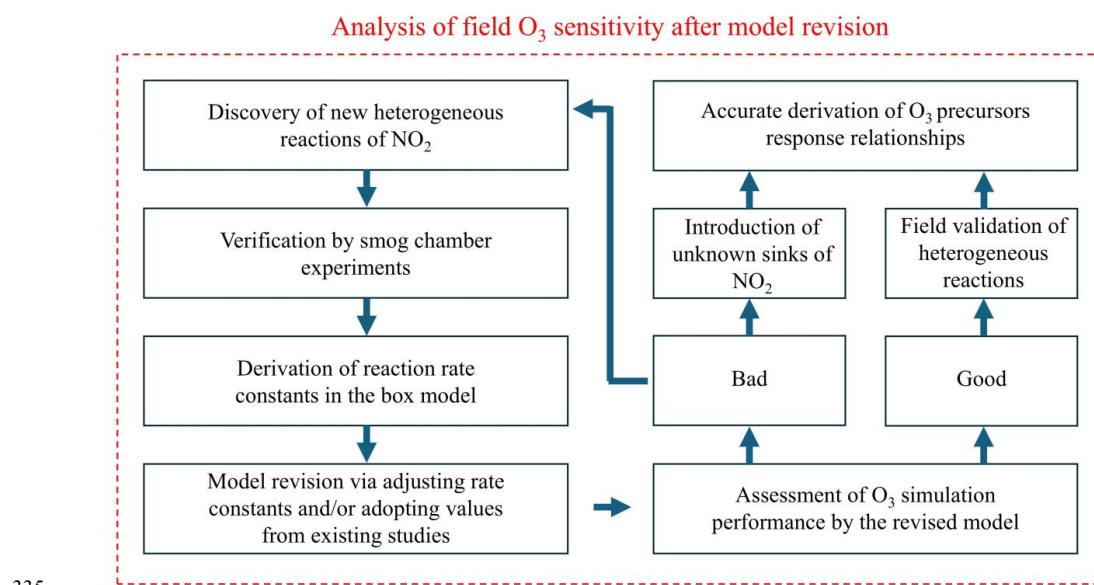 Analysis of field O₃ sensitivity after model revision
Discovery of new heterogeneous
reactions of NO₂
Verification by smog chamber
experiments
Derivation of reaction rate
constants in the box model
Model revision via adjusting rate
constants and/or adopting values
from existing studies
Accurate derivation of O₃ precursors
response relationships
Introduction of
unknown sinks of
NO₂
Field validation of
heterogeneous
reactions
Bad
Good
Assessment of O₃ simulation
performance by the revised model